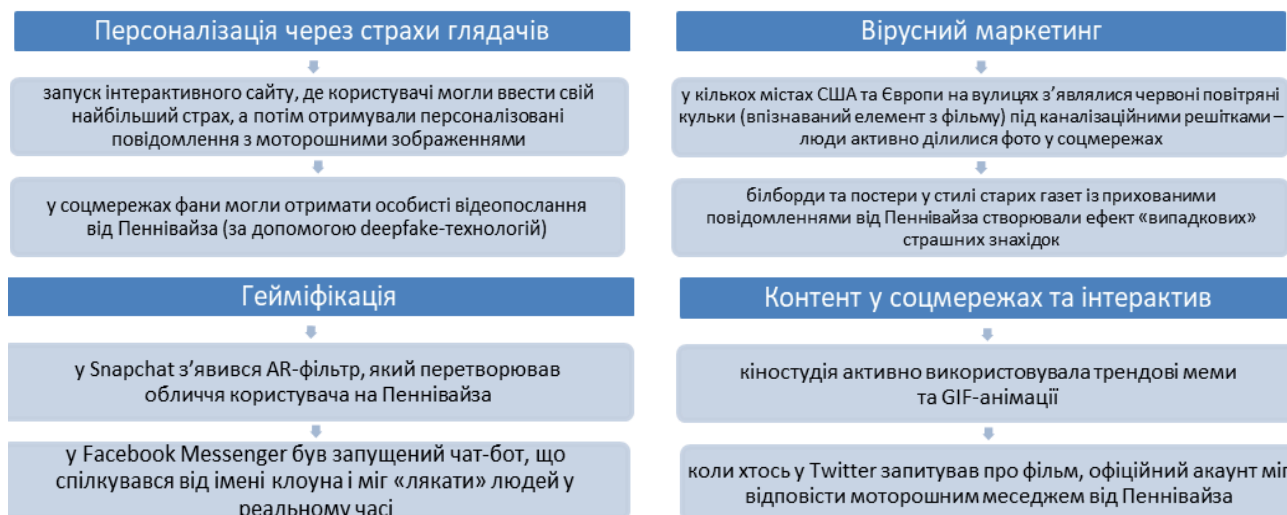 Персоналізація через страхи глядачів
запуск інтерактивного сайту, де користувачі могли ввести свій
найбільший страх, а потім отримували персоналізовані
повідомлення з моторошними зображеннями
у соцмережах фани могли отримати особисті відеопослання
від Пеннівайза (за допомогою deepfake-технологій)
Вірусний маркетинг
у кількох містах США та Європи на вулицях з’являлися червоні повітряні
кульки (впізнаваний елемент з фільму) під каналізаційними решітками –
люди активно ділилися фото у соцмережах
білборди та постери у стилі старих газет із прихованими
повідомленнями від Пеннівайза створювали ефект «випадкових»
страшних знахідок
Гейміфікація
у Snapchat з’явився AR-фільтр, який перетворював
обличчя користувача на Пеннівайза
у Facebook Messenger був запущений чат-бот, що
спілкувався від імені клоуна і міг «лякати» людей у
реальному часі
Контент у соцмережах та інтерактив
кіностудія активно використовувала трендові меми
та GIF-анімації
коли хтось у Twitter запитував про фільм, офіційний акаунт міг
відповісти моторошним меседжем від Пеннівайза